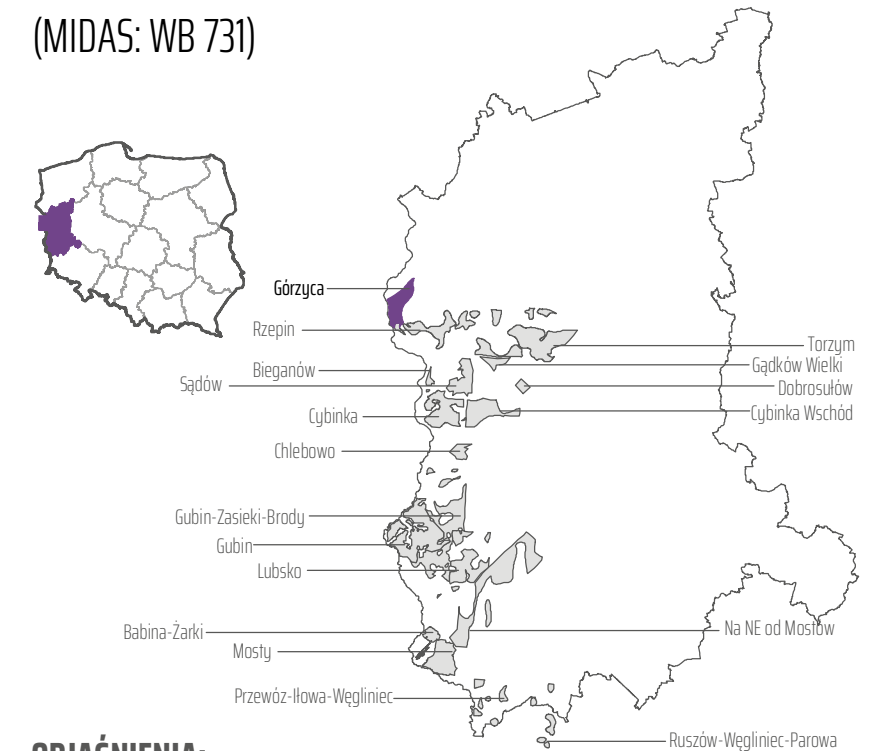 (MIDAS: WB 731)
Górzyca
Rzepin
Torzym
Gądków Wielki
Bieganów
Sądów
Dobrosułów
Cybinka
Cybinka Wschód
Chlebowo
Gubin-Zasieki-Brody
Gubin
Lubsko
Babina-Żarki
Na NE od Mostów
Mosty
Przewóz-Iłowa-Węgliniec
Ruszów-Węgliniec-Parowa
OBJAŚNIENIA: